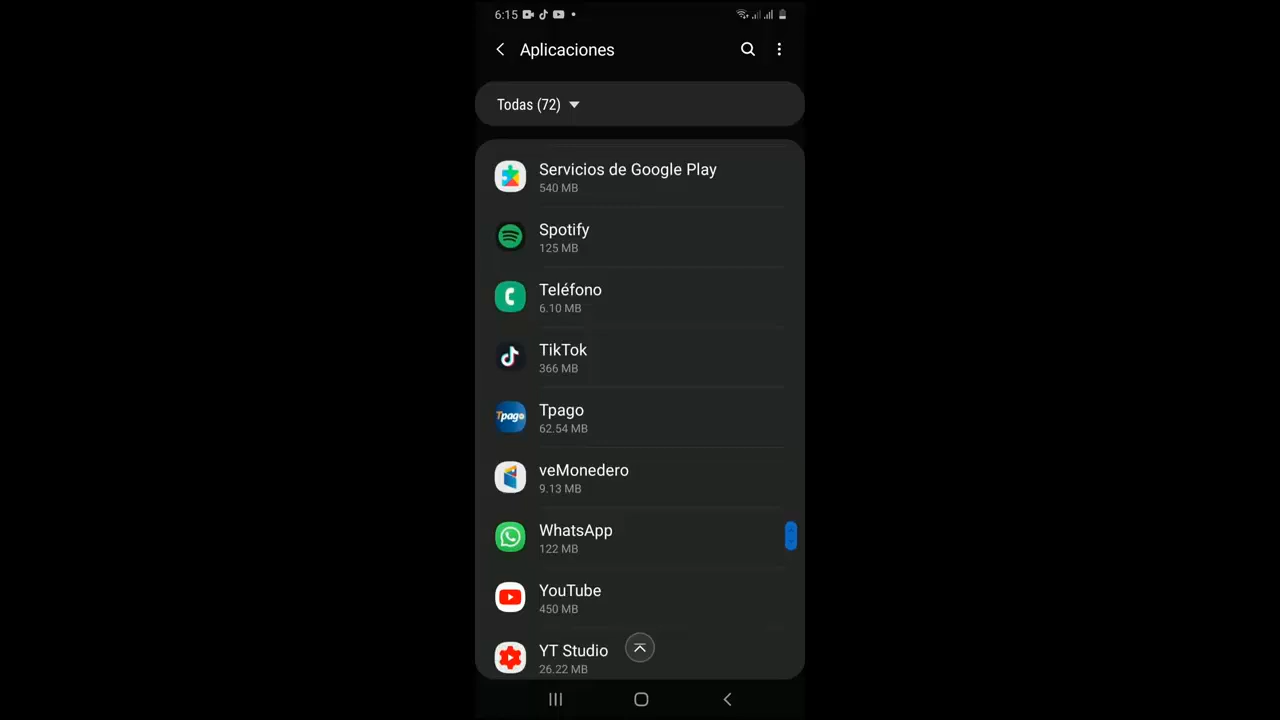 6:15
Aplicaciones
Todas (72)
Servicios de Google Play
540 MB
Spotify
125 MB
Teléfono
6.10 MB
TikTok
366 MB
Tpago
Tpago
62.54 MB
veMonedero
9.13 MB
WhatsApp
122 MB
YouTube
450 MB
YT Studio
26.22 MB